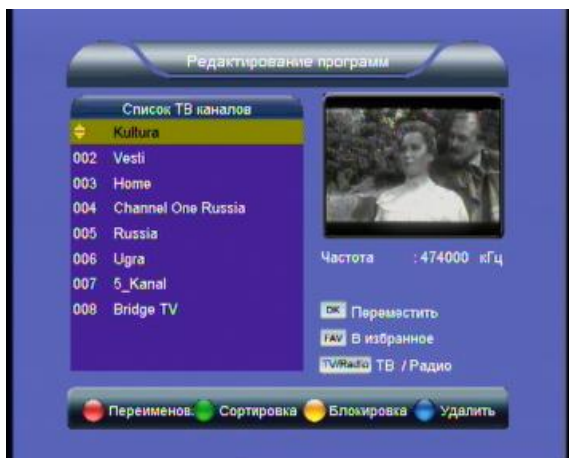 Редактирование программ
Список ТВ каналов
Kultura
002 Vesti
003 Home
004 Channel One Russia
005 Russia
006 Ugra
007 5_Kanal
008 Bridge TV
Частота : 474000 кГц
OK Переместить
FAV В избранное
TV/Radio ТВ / Радио
Переименов. Сортировка Блокировка Удалить